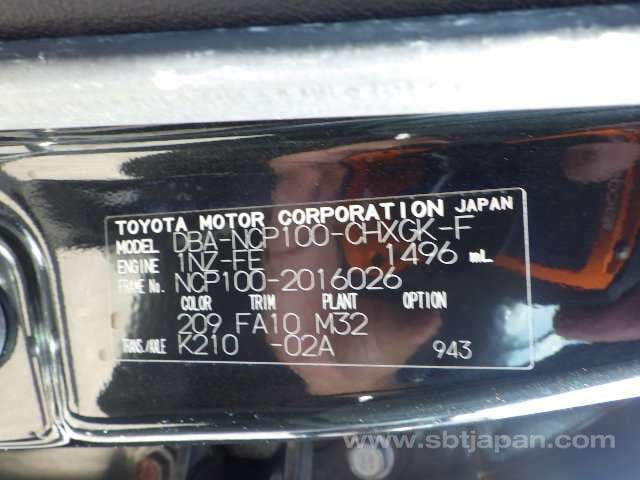 TOYOTA MOTOR CORPORATION JAPAN
MODEL DBA-NCP100-CHXGK-F
ENGINE 1NZ-FE 1496 mL
FRAME No. NCP100-2016026
COLOR TRIM PLANT OPTION
209 FA10 M32
TRANS/AXLE K210 -02A 943
www.sbtjapan.com